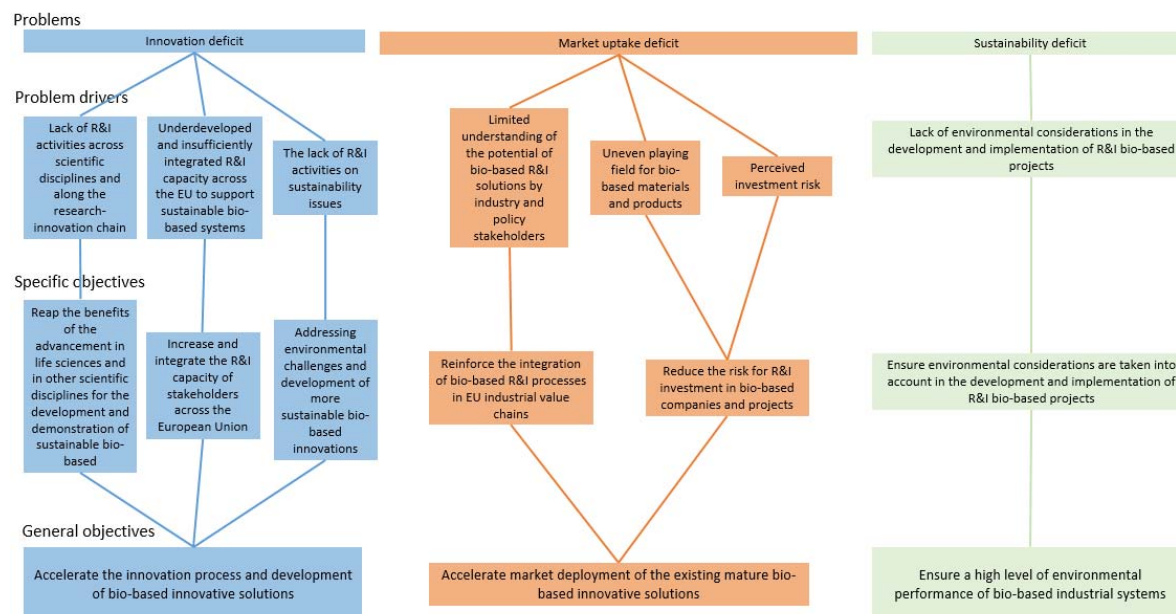 Problems
Innovation deficit
Market uptake deficit
Sustainability deficit
Problem drivers
Lack of R&I
activities across
scientific
disciplines and
along the
research-
innovation chain
Underdeveloped
and insufficiently
integrated R&I
capacity across
the EU to support
sustainable bio-
based systems
The lack of R&I
activities on
sustainability
issues
Limited
understanding of
the potential of
bio-based R&I
solutions by
industry and
policy
stakeholders
Uneven playing
field for bio-
based materials
and products
Perceived
investment risk
Lack of environmental considerations in the
development and implementation of R&I bio-based
projects
Specific objectives
Reap the benefits
of the
advancement in
life sciences and
in other scientific
disciplines for the
development and
demonstration of
sustainable bio-
based
Increase and
integrate the R&I
capacity of
stakeholders
across the
European Union
Addressing
environmental
challenges and
development of
more
sustainable bio-
based
innovations
Reinforce the integration
of bio-based R&I processes
in EU industrial value
chains
Reduce the risk for R&I
investment in bio-based
companies and projects
Ensure environmental considerations are taken into
account in the development and implementation of
R&I bio-based projects
General objectives
Accelerate the innovation process and development
of bio-based innovative solutions
Accelerate market deployment of the existing mature bio-
based innovative solutions
Ensure a high level of environmental
performance of bio-based industrial systems